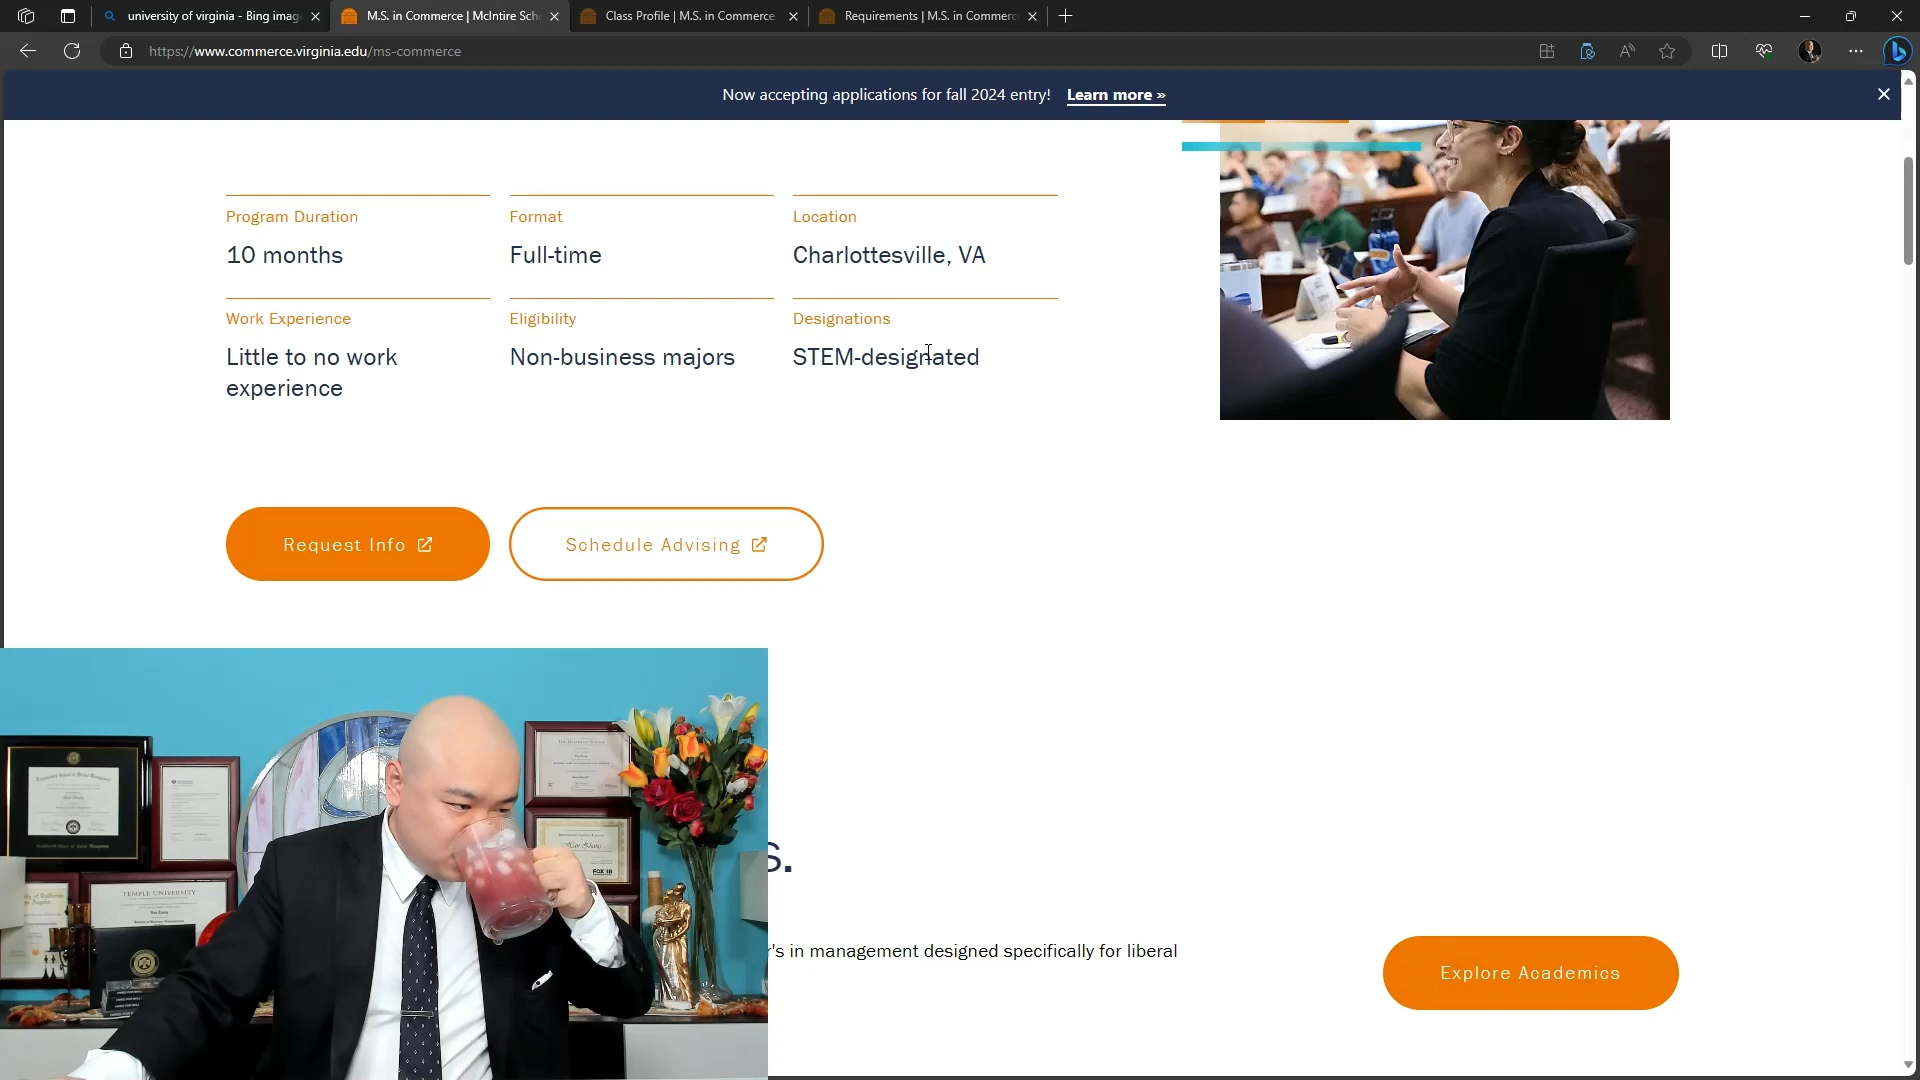 university of virginia - Bing imag
M.S. in Commerce | McIntire Sch
Class Profile | M.S. in Commerce
Requirements | M.S. in Commerc
https://www.commerce.virginia.edu/ms-commerce
Now accepting applications for fall 2024 entry! Learn more »
Program Duration
10 months
Format
Full-time
Location
Charlottesville, VA
Work Experience
Little to no work
experience
Eligibility
Non-business majors
Designations
STEM-designated
Request Info
Schedule Advising
s.
r's in management designed specifically for liberal
Explore Academics
TEMPLE UNIVERSITY
FOX